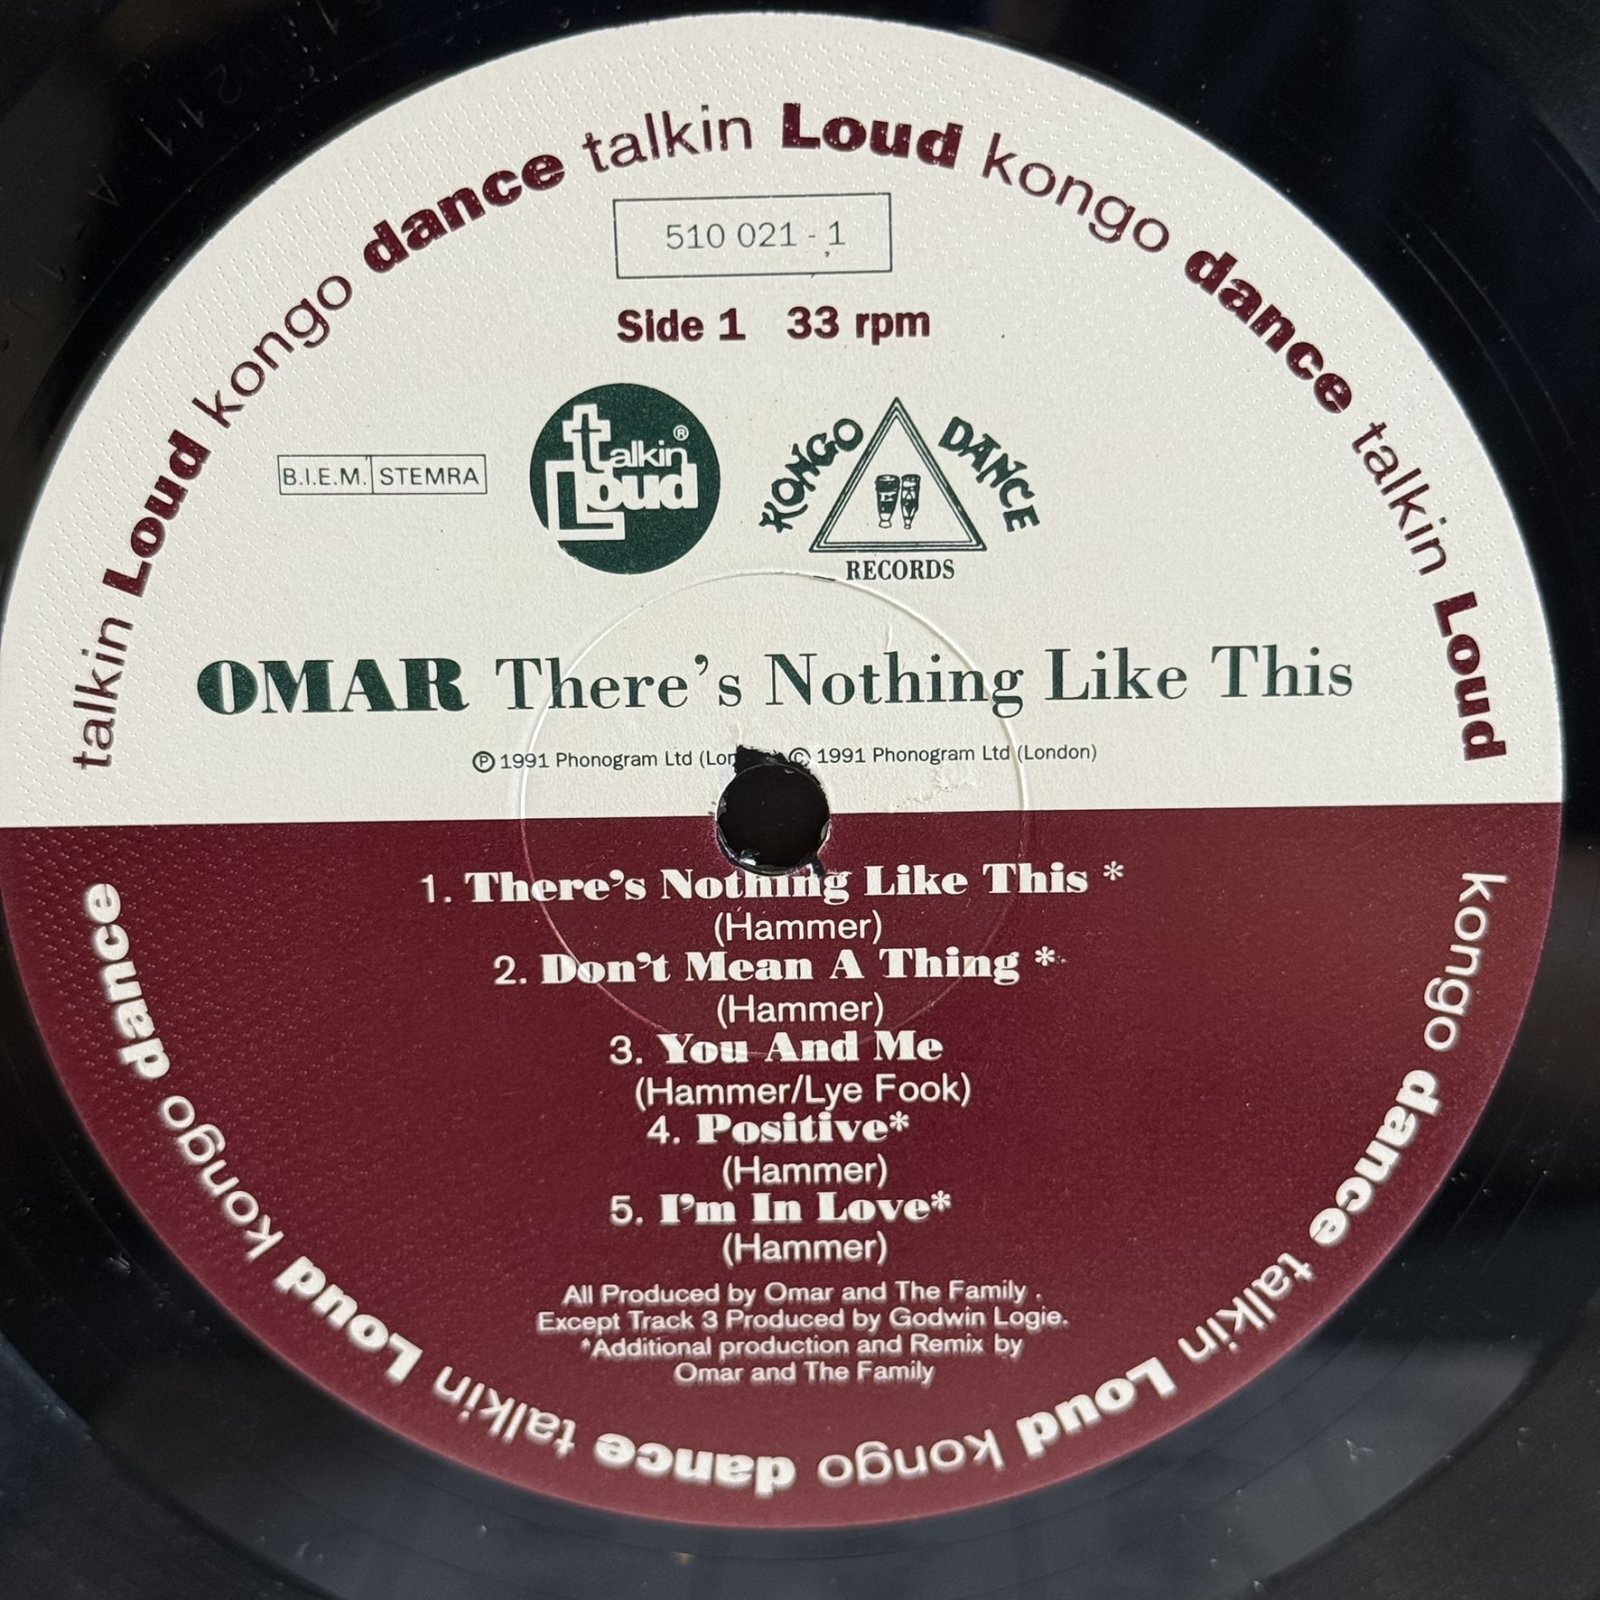 talkin Loud kongo dance talkin Loud kongo dance talkin Loud
510 021 - 1
Side 1 33 rpm
B.I.E.M. STEMRA
talkin Loud ®
KONGO DANCE
RECORDS
OMAR There's Nothing Like This
℗ 1991 Phonogram Ltd © 1991 Phonogram Ltd (London)
1. There's Nothing Like This *
(Hammer)
2. Don't Mean A Thing *
(Hammer)
3. You And Me
(Hammer/Lye Fook)
4. Positive*
(Hammer)
5. I'm In Love*
(Hammer)
All Produced by Omar and The Family .
Except Track 3 Produced by Godwin Logie.
*Additional production and Remix by
Omar and The Family
kongo dance talkin Loud kongo dance talkin Loud kongo dance